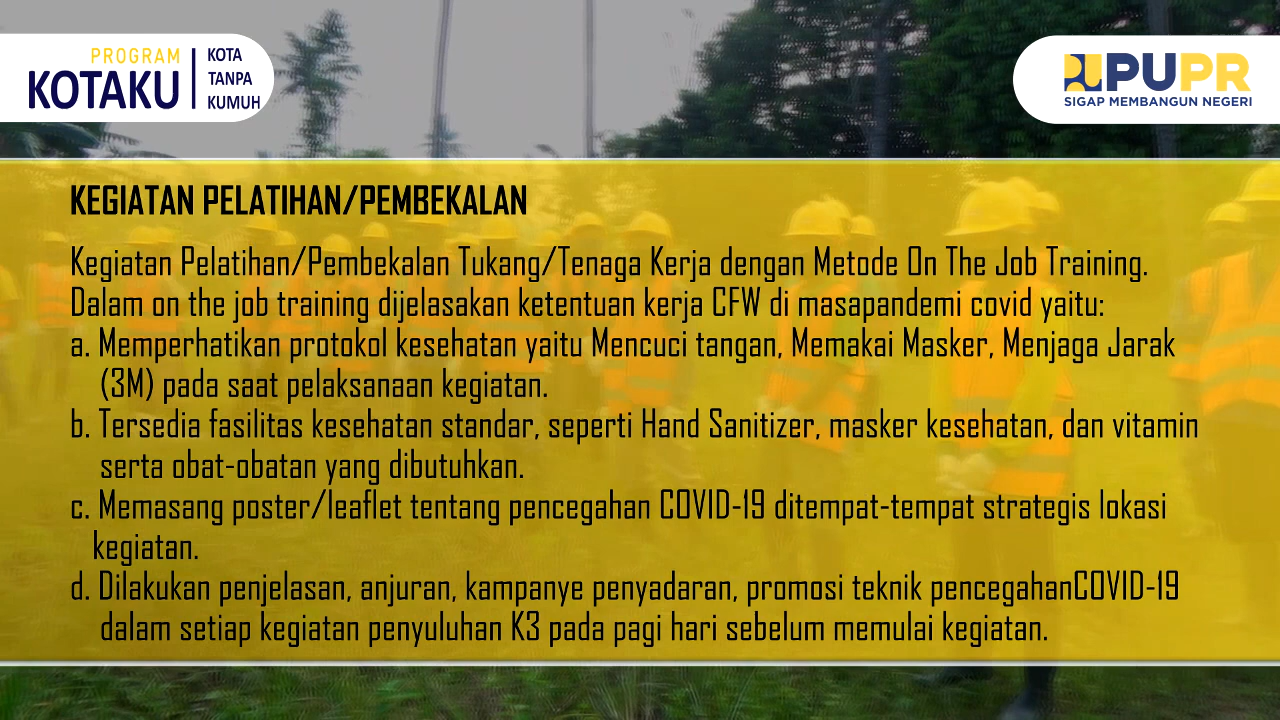 PROGRAM
KOTAKU
KOTA
TANPA
KUMUH
PUPR
SIGAP MEMBANGUN NEGERI
KEGIATAN PELATIHAN/PEMBEKALAN
Kegiatan Pelatihan/Pembekalan Tukang/Tenaga Kerja dengan Metode On The Job Training.
Dalam on the job training dijelasakan ketentuan kerja CFW di masapandemi covid yaitu:
a. Memperhatikan protokol kesehatan yaitu Mencuci tangan, Memakai Masker, Menjaga Jarak
(3M) pada saat pelaksanaan kegiatan.
b. Tersedia fasilitas kesehatan standar, seperti Hand Sanitizer, masker kesehatan, dan vitamin
serta obat-obatan yang dibutuhkan.
c. Memasang poster/leaflet tentang pencegahan COVID-19 ditempat-tempat strategis lokasi
kegiatan.
d. Dilakukan penjelasan, anjuran, kampanye penyadaran, promosi teknik pencegahanCOVID-19
dalam setiap kegiatan penyuluhan K3 pada pagi hari sebelum memulai kegiatan.